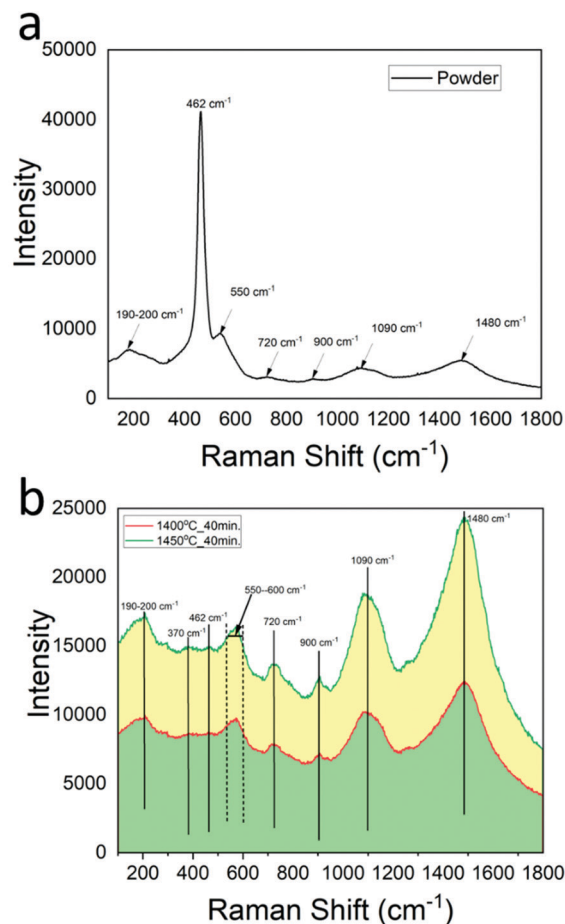 a
50000
40000
30000
20000
10000
0
Intensity
Powder
462 cm⁻¹
190-200 cm⁻¹
550 cm⁻¹
720 cm⁻¹
900 cm⁻¹
1090 cm⁻¹
1480 cm⁻¹
200 400 600 800 1000 1200 1400 1600 1800
Raman Shift (cm⁻¹)
b
25000
20000
15000
10000
5000
0
Intensity
1400°C_40min.
1450°C_40min.
190-200 cm⁻¹
370 cm⁻¹
462 cm⁻¹
550--600 cm⁻¹
720 cm⁻¹
900 cm⁻¹
1090 cm⁻¹
1480 cm⁻¹
200 400 600 800 1000 1200 1400 1600 1800
Raman Shift (cm⁻¹)